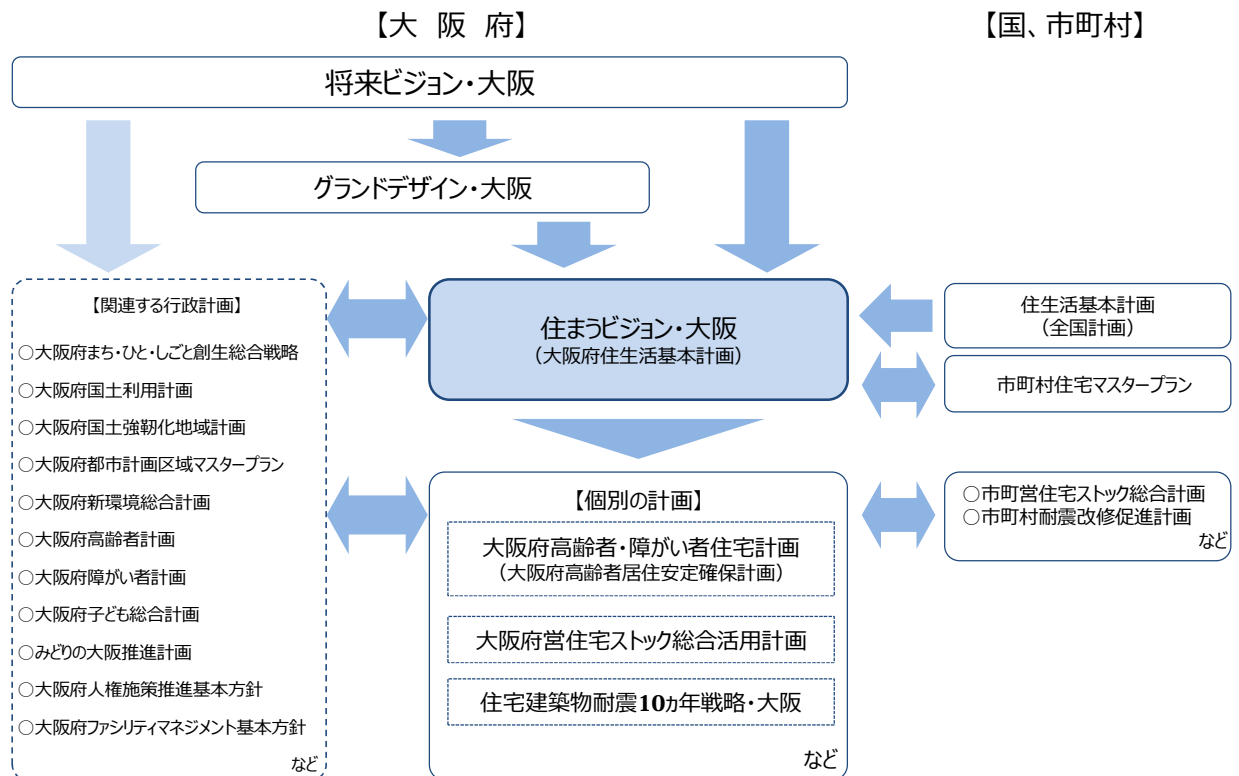 【大 阪 府】
【国、市町村】
将来ビジョン・大阪
グランドデザイン・大阪
【関連する行政計画】
○大阪府まち・ひと・しごと創生総合戦略
○大阪府国土利用計画
○大阪府国土強靭化地域計画
○大阪府都市計画区域マスタープラン
○大阪府新環境総合計画
○大阪府高齢者計画
○大阪府障がい者計画
○大阪府子ども総合計画
○みどりの大阪推進計画
○大阪府人権施策推進基本方針
○大阪府ファシリティマネジメント基本方針
など
住まうビジョン・大阪
（大阪府住生活基本計画）
住生活基本計画
（全国計画）
市町村住宅マスタープラン
【個別の計画】
大阪府高齢者・障がい者住宅計画
（大阪府高齢者居住安定確保計画）
大阪府営住宅ストック総合活用計画
住宅建築物耐震10ヵ年戦略・大阪
など
○市町営住宅ストック総合計画
○市町村耐震改修促進計画
など